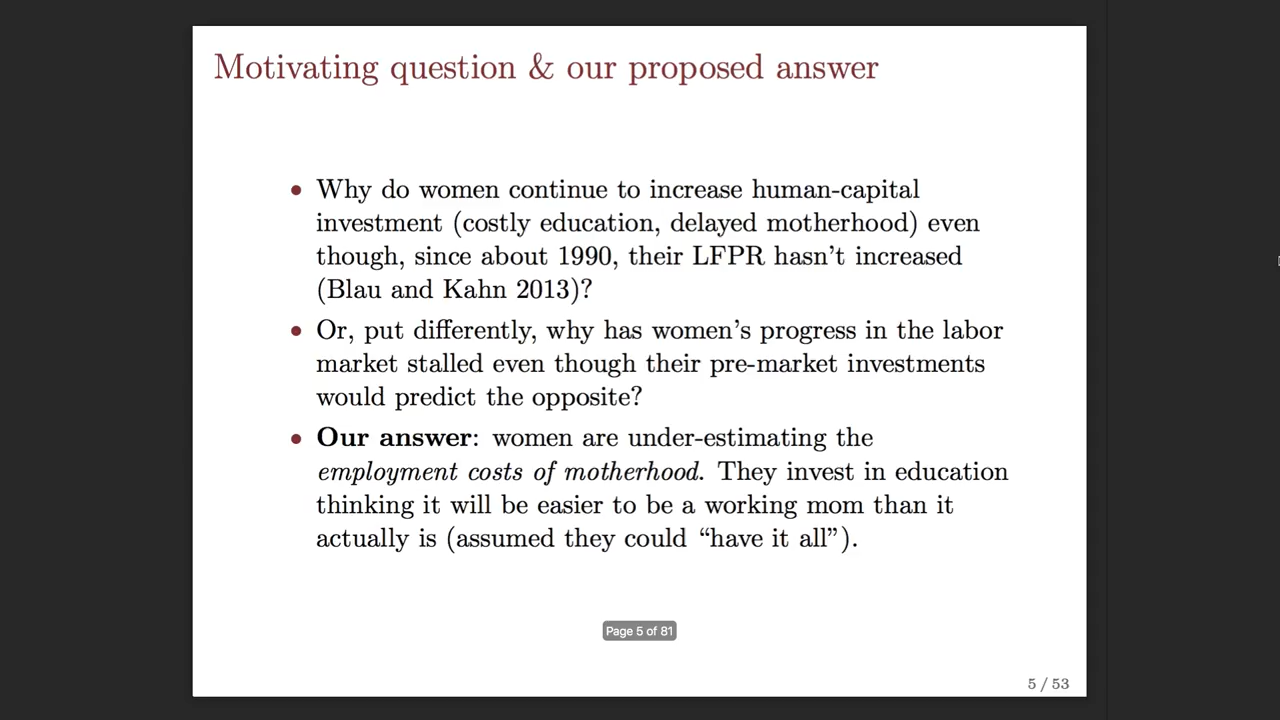 Motivating question & our proposed answer
• Why do women continue to increase human-capital
investment (costly education, delayed motherhood) even
though, since about 1990, their LFPR hasn't increased
(Blau and Kahn 2013)?
• Or, put differently, why has women's progress in the labor
market stalled even though their pre-market investments
would predict the opposite?
• Our answer: women are under-estimating the
employment costs of motherhood. They invest in education
thinking it will be easier to be a working mom than it
actually is (assumed they could “have it all”).
Page 5 of 81
5 / 53